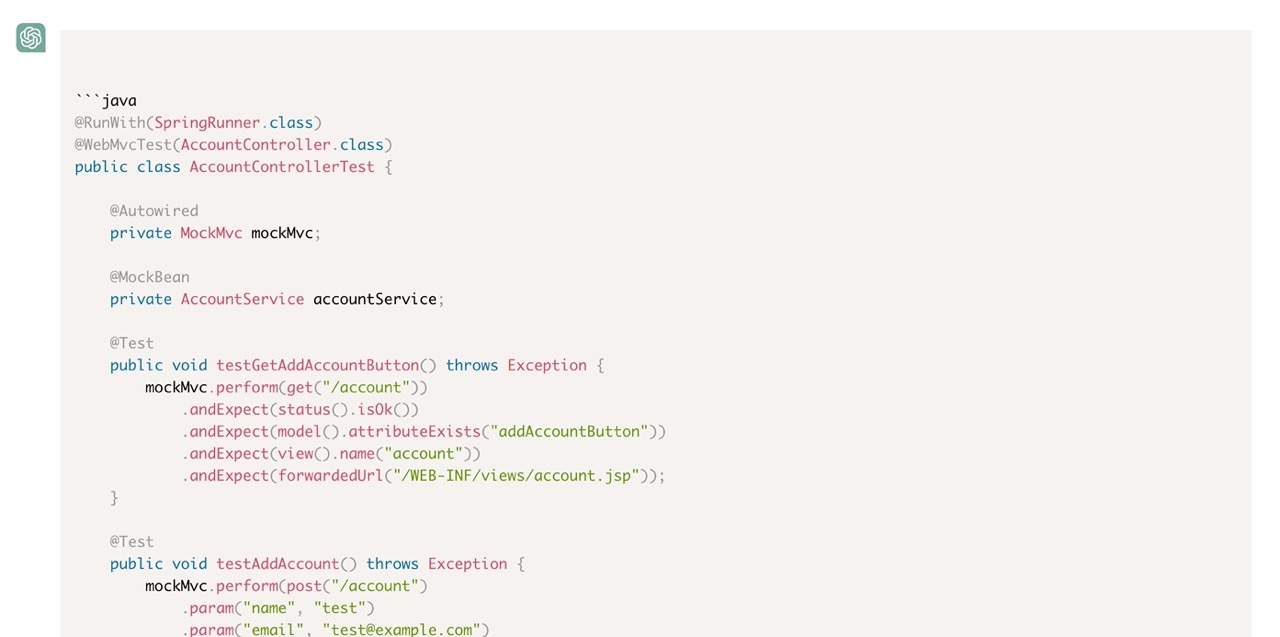 ```java
@RunWith(SpringRunner.class)
@WebMvcTest(AccountController.class)
public class AccountControllerTest {
@Autowired
private MockMvc mockMvc;
@MockBean
private AccountService accountService;
@Test
public void testGetAddAccountButton() throws Exception {
mockMvc.perform(get("/account"))
.andExpect(status().isOk())
.andExpect(model().attributeExists("addAccountButton"))
.andExpect(view().name("account"))
.andExpect(forwardedUrl("/WEB-INF/views/account.jsp"));
}
@Test
public void testAddAccount() throws Exception {
mockMvc.perform(post("/account")
.param("name", "test")
.param("email", "test@example.com")